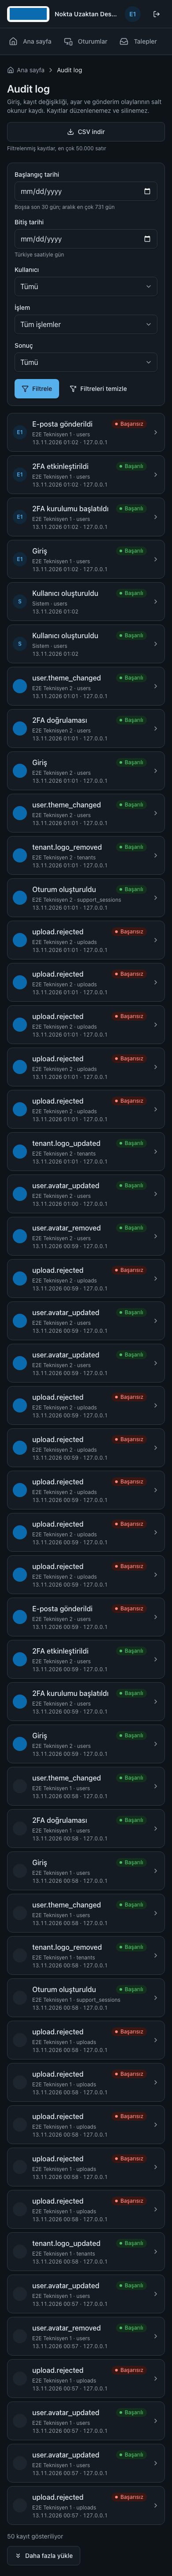 Nokta Uzaktan Des...
E1
Ana sayfa
Oturumlar
Talepler
Ana sayfa > Audit log
Audit log
Giriş, kayıt değişikliği, ayar ve gönderim olaylarının salt
okunur kaydı. Kayıtlar düzenlenemez ve silinemez.
CSV indir
Filtrelenmiş kayıtlar, en çok 50.000 satır
Başlangıç tarihi
mm/dd/yyyy
Boşsa son 30 gün; aralık en çok 731 gün
Bitiş tarihi
mm/dd/yyyy
Türkiye saatiyle gün
Kullanıcı
Tümü
İşlem
Tüm işlemler
Sonuç
Tümü
Filtrele
Filtreleri temizle
E1
E-posta gönderildi
Başarısız
E2E Teknisyen 1 · users
13.11.2026 01:02 · 127.0.0.1
E1
2FA etkinleştirildi
Başarılı
E2E Teknisyen 1 · users
13.11.2026 01:02 · 127.0.0.1
E1
2FA kurulumu başlatıldı
Başarılı
E2E Teknisyen 1 · users
13.11.2026 01:02 · 127.0.0.1
E1
Giriş
Başarılı
E2E Teknisyen 1 · users
13.11.2026 01:02 · 127.0.0.1
S
Kullanıcı oluşturuldu
Başarılı
Sistem · users
13.11.2026 01:02
S
Kullanıcı oluşturuldu
Başarılı
Sistem · users
13.11.2026 01:02
user.theme_changed
Başarılı
E2E Teknisyen 2 · users
13.11.2026 01:01 · 127.0.0.1
2FA doğrulaması
Başarılı
E2E Teknisyen 2 · users
13.11.2026 01:01 · 127.0.0.1
Giriş
Başarılı
E2E Teknisyen 2 · users
13.11.2026 01:01 · 127.0.0.1
user.theme_changed
Başarılı
E2E Teknisyen 2 · users
13.11.2026 01:01 · 127.0.0.1
tenant.logo_removed
Başarılı
E2E Teknisyen 2 · tenants
13.11.2026 01:01 · 127.0.0.1
Oturum oluşturuldu
Başarılı
E2E Teknisyen 2 · support_sessions
13.11.2026 01:01 · 127.0.0.1
upload.rejected
Başarısız
E2E Teknisyen 2 · uploads
13.11.2026 01:01 · 127.0.0.1
upload.rejected
Başarısız
E2E Teknisyen 2 · uploads
13.11.2026 01:01 · 127.0.0.1
upload.rejected
Başarısız
E2E Teknisyen 2 · uploads
13.11.2026 01:01 · 127.0.0.1
upload.rejected
Başarısız
E2E Teknisyen 2 · uploads
13.11.2026 01:01 · 127.0.0.1
upload.rejected
Başarısız
E2E Teknisyen 2 · uploads
13.11.2026 01:01 · 127.0.0.1
tenant.logo_updated
Başarılı
E2E Teknisyen 2 · tenants
13.11.2026 01:01 · 127.0.0.1
user.avatar_updated
Başarılı
E2E Teknisyen 2 · users
13.11.2026 01:00 · 127.0.0.1
user.avatar_removed
Başarılı
E2E Teknisyen 2 · users
13.11.2026 00:59 · 127.0.0.1
upload.rejected
Başarısız
E2E Teknisyen 2 · uploads
13.11.2026 00:59 · 127.0.0.1
user.avatar_updated
Başarılı
E2E Teknisyen 2 · users
13.11.2026 00:59 · 127.0.0.1
user.avatar_updated
Başarılı
E2E Teknisyen 2 · users
13.11.2026 00:59 · 127.0.0.1
upload.rejected
Başarısız
E2E Teknisyen 2 · uploads
13.11.2026 00:59 · 127.0.0.1
upload.rejected
Başarısız
E2E Teknisyen 2 · uploads
13.11.2026 00:59 · 127.0.0.1
upload.rejected
Başarısız
E2E Teknisyen 2 · uploads
13.11.2026 00:59 · 127.0.0.1
upload.rejected
Başarısız
E2E Teknisyen 2 · uploads
13.11.2026 00:59 · 127.0.0.1
upload.rejected
Başarısız
E2E Teknisyen 2 · uploads
13.11.2026 00:59 · 127.0.0.1
E-posta gönderildi
Başarısız
E2E Teknisyen 2 · users
13.11.2026 00:59 · 127.0.0.1
2FA etkinleştirildi
Başarılı
E2E Teknisyen 2 · users
13.11.2026 00:59 · 127.0.0.1
2FA kurulumu başlatıldı
Başarılı
E2E Teknisyen 2 · users
13.11.2026 00:59 · 127.0.0.1
Giriş
Başarılı
E2E Teknisyen 2 · users
13.11.2026 00:59 · 127.0.0.1
user.theme_changed
Başarılı
E2E Teknisyen 1 · users
13.11.2026 00:58 · 127.0.0.1
2FA doğrulaması
Başarılı
E2E Teknisyen 1 · users
13.11.2026 00:58 · 127.0.0.1
Giriş
Başarılı
E2E Teknisyen 1 · users
13.11.2026 00:58 · 127.0.0.1
user.theme_changed
Başarılı
E2E Teknisyen 1 · users
13.11.2026 00:58 · 127.0.0.1
tenant.logo_removed
Başarılı
E2E Teknisyen 1 · tenants
13.11.2026 00:58 · 127.0.0.1
Oturum oluşturuldu
Başarılı
E2E Teknisyen 1 · support_sessions
13.11.2026 00:58 · 127.0.0.1
upload.rejected
Başarısız
E2E Teknisyen 1 · uploads
13.11.2026 00:58 · 127.0.0.1
upload.rejected
Başarısız
E2E Teknisyen 1 · uploads
13.11.2026 00:58 · 127.0.0.1
upload.rejected
Başarısız
E2E Teknisyen 1 · uploads
13.11.2026 00:58 · 127.0.0.1
upload.rejected
Başarısız
E2E Teknisyen 1 · uploads
13.11.2026 00:58 · 127.0.0.1
upload.rejected
Başarısız
E2E Teknisyen 1 · uploads
13.11.2026 00:58 · 127.0.0.1
tenant.logo_updated
Başarılı
E2E Teknisyen 1 · tenants
13.11.2026 00:58 · 127.0.0.1
user.avatar_updated
Başarılı
E2E Teknisyen 1 · users
13.11.2026 00:57 · 127.0.0.1
user.avatar_removed
Başarılı
E2E Teknisyen 1 · users
13.11.2026 00:57 · 127.0.0.1
upload.rejected
Başarısız
E2E Teknisyen 1 · uploads
13.11.2026 00:57 · 127.0.0.1
user.avatar_updated
Başarılı
E2E Teknisyen 1 · users
13.11.2026 00:57 · 127.0.0.1
user.avatar_updated
Başarılı
E2E Teknisyen 1 · users
13.11.2026 00:57 · 127.0.0.1
upload.rejected
Başarısız
E2E Teknisyen 1 · uploads
13.11.2026 00:57 · 127.0.0.1
50 kayıt gösteriliyor
Daha fazla yükle